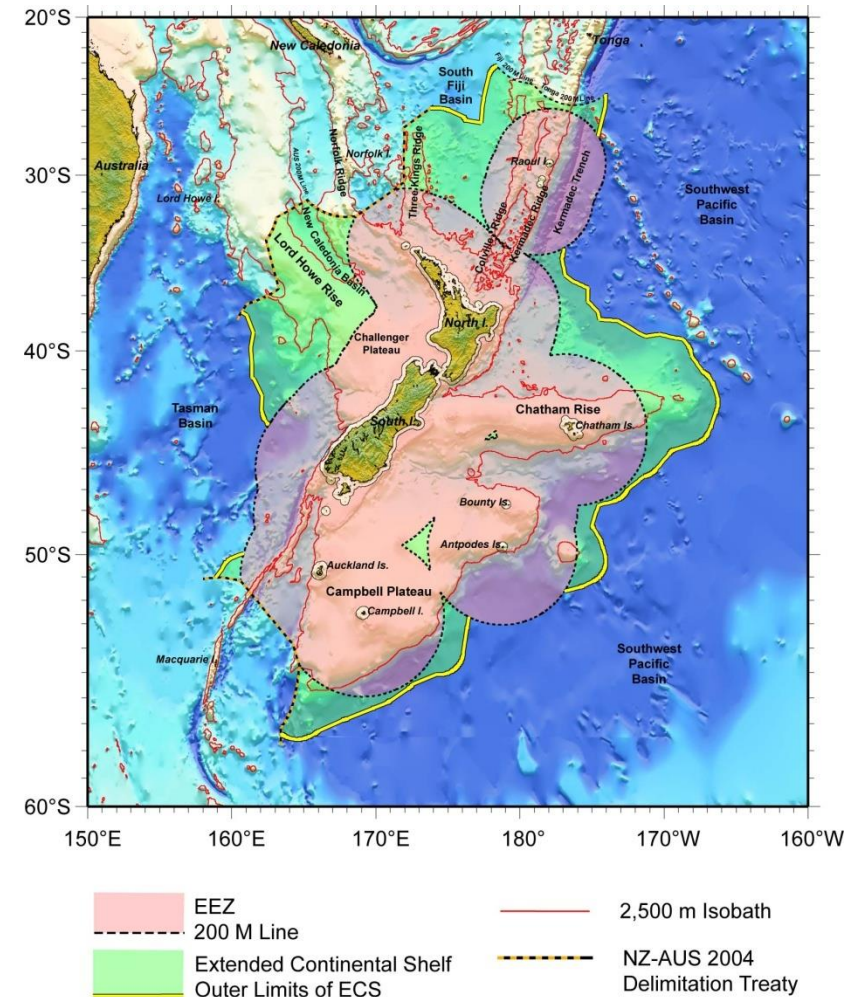 20°S
New Caledonia
Tonga
South
Fiji
Basin
Fiji 200 M Line
Tonga 200 M Line
Australia
Norfolk Ridge
Norfolk I.
AUS 200 M Line
Three Kings Ridge
Raoul I.
Kermadec Trench
30°S
Lord Howe I.
Southwest
Pacific
Basin
New Caledonia Basin
Lord Howe Rise
Colville Ridge
Kermadec Ridge
North I.
Challenger
Plateau
40°S
Tasman
Basin
South I.
Chatham Rise
Chatham Is.
Bounty Is.
Antpodes Is.
50°S
Auckland Is.
Campbell Plateau
Campbell I.
Macquarie I.
Southwest
Pacific
Basin
60°S
150°E
160°E
170°E
180°
170°W
160°W
EEZ
200 M Line
Extended Continental Shelf
Outer Limits of ECS
2,500 m Isobath
NZ-AUS 2004
Delimitation Treaty